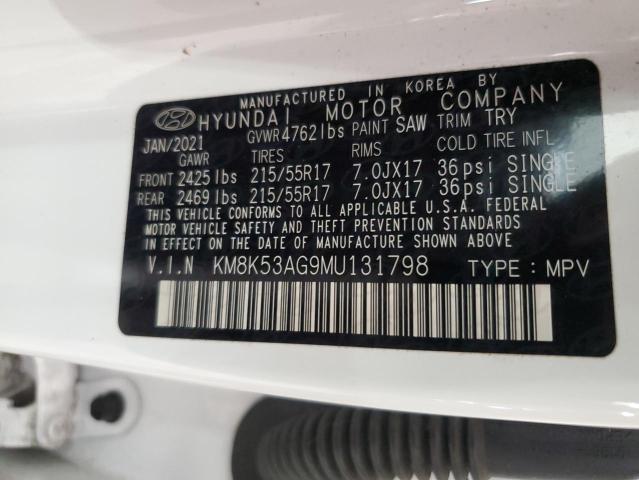 MANUFACTURED IN KOREA BY
HYUNDAI MOTOR COMPANY
JAN/2021 GVWR 4762lbs PAINT SAW TRIM TRY
GAWR TIRES RIMS COLD TIRE INFL
FRONT 2425lbs 215/55R17 7.0JX17 36psi SINGLE
REAR 2469lbs 215/55R17 7.0JX17 36psi SINGLE
THIS VEHICLE CONFORMS TO ALL APPLICABLE U.S.A. FEDERAL
MOTOR VEHICLE SAFETY AND THEFT PREVENTION STANDARDS
IN EFFECT ON THE DATE OF MANUFACTURE SHOWN ABOVE.
V.I.N KM8K53AG9MU131798 TYPE : MPV